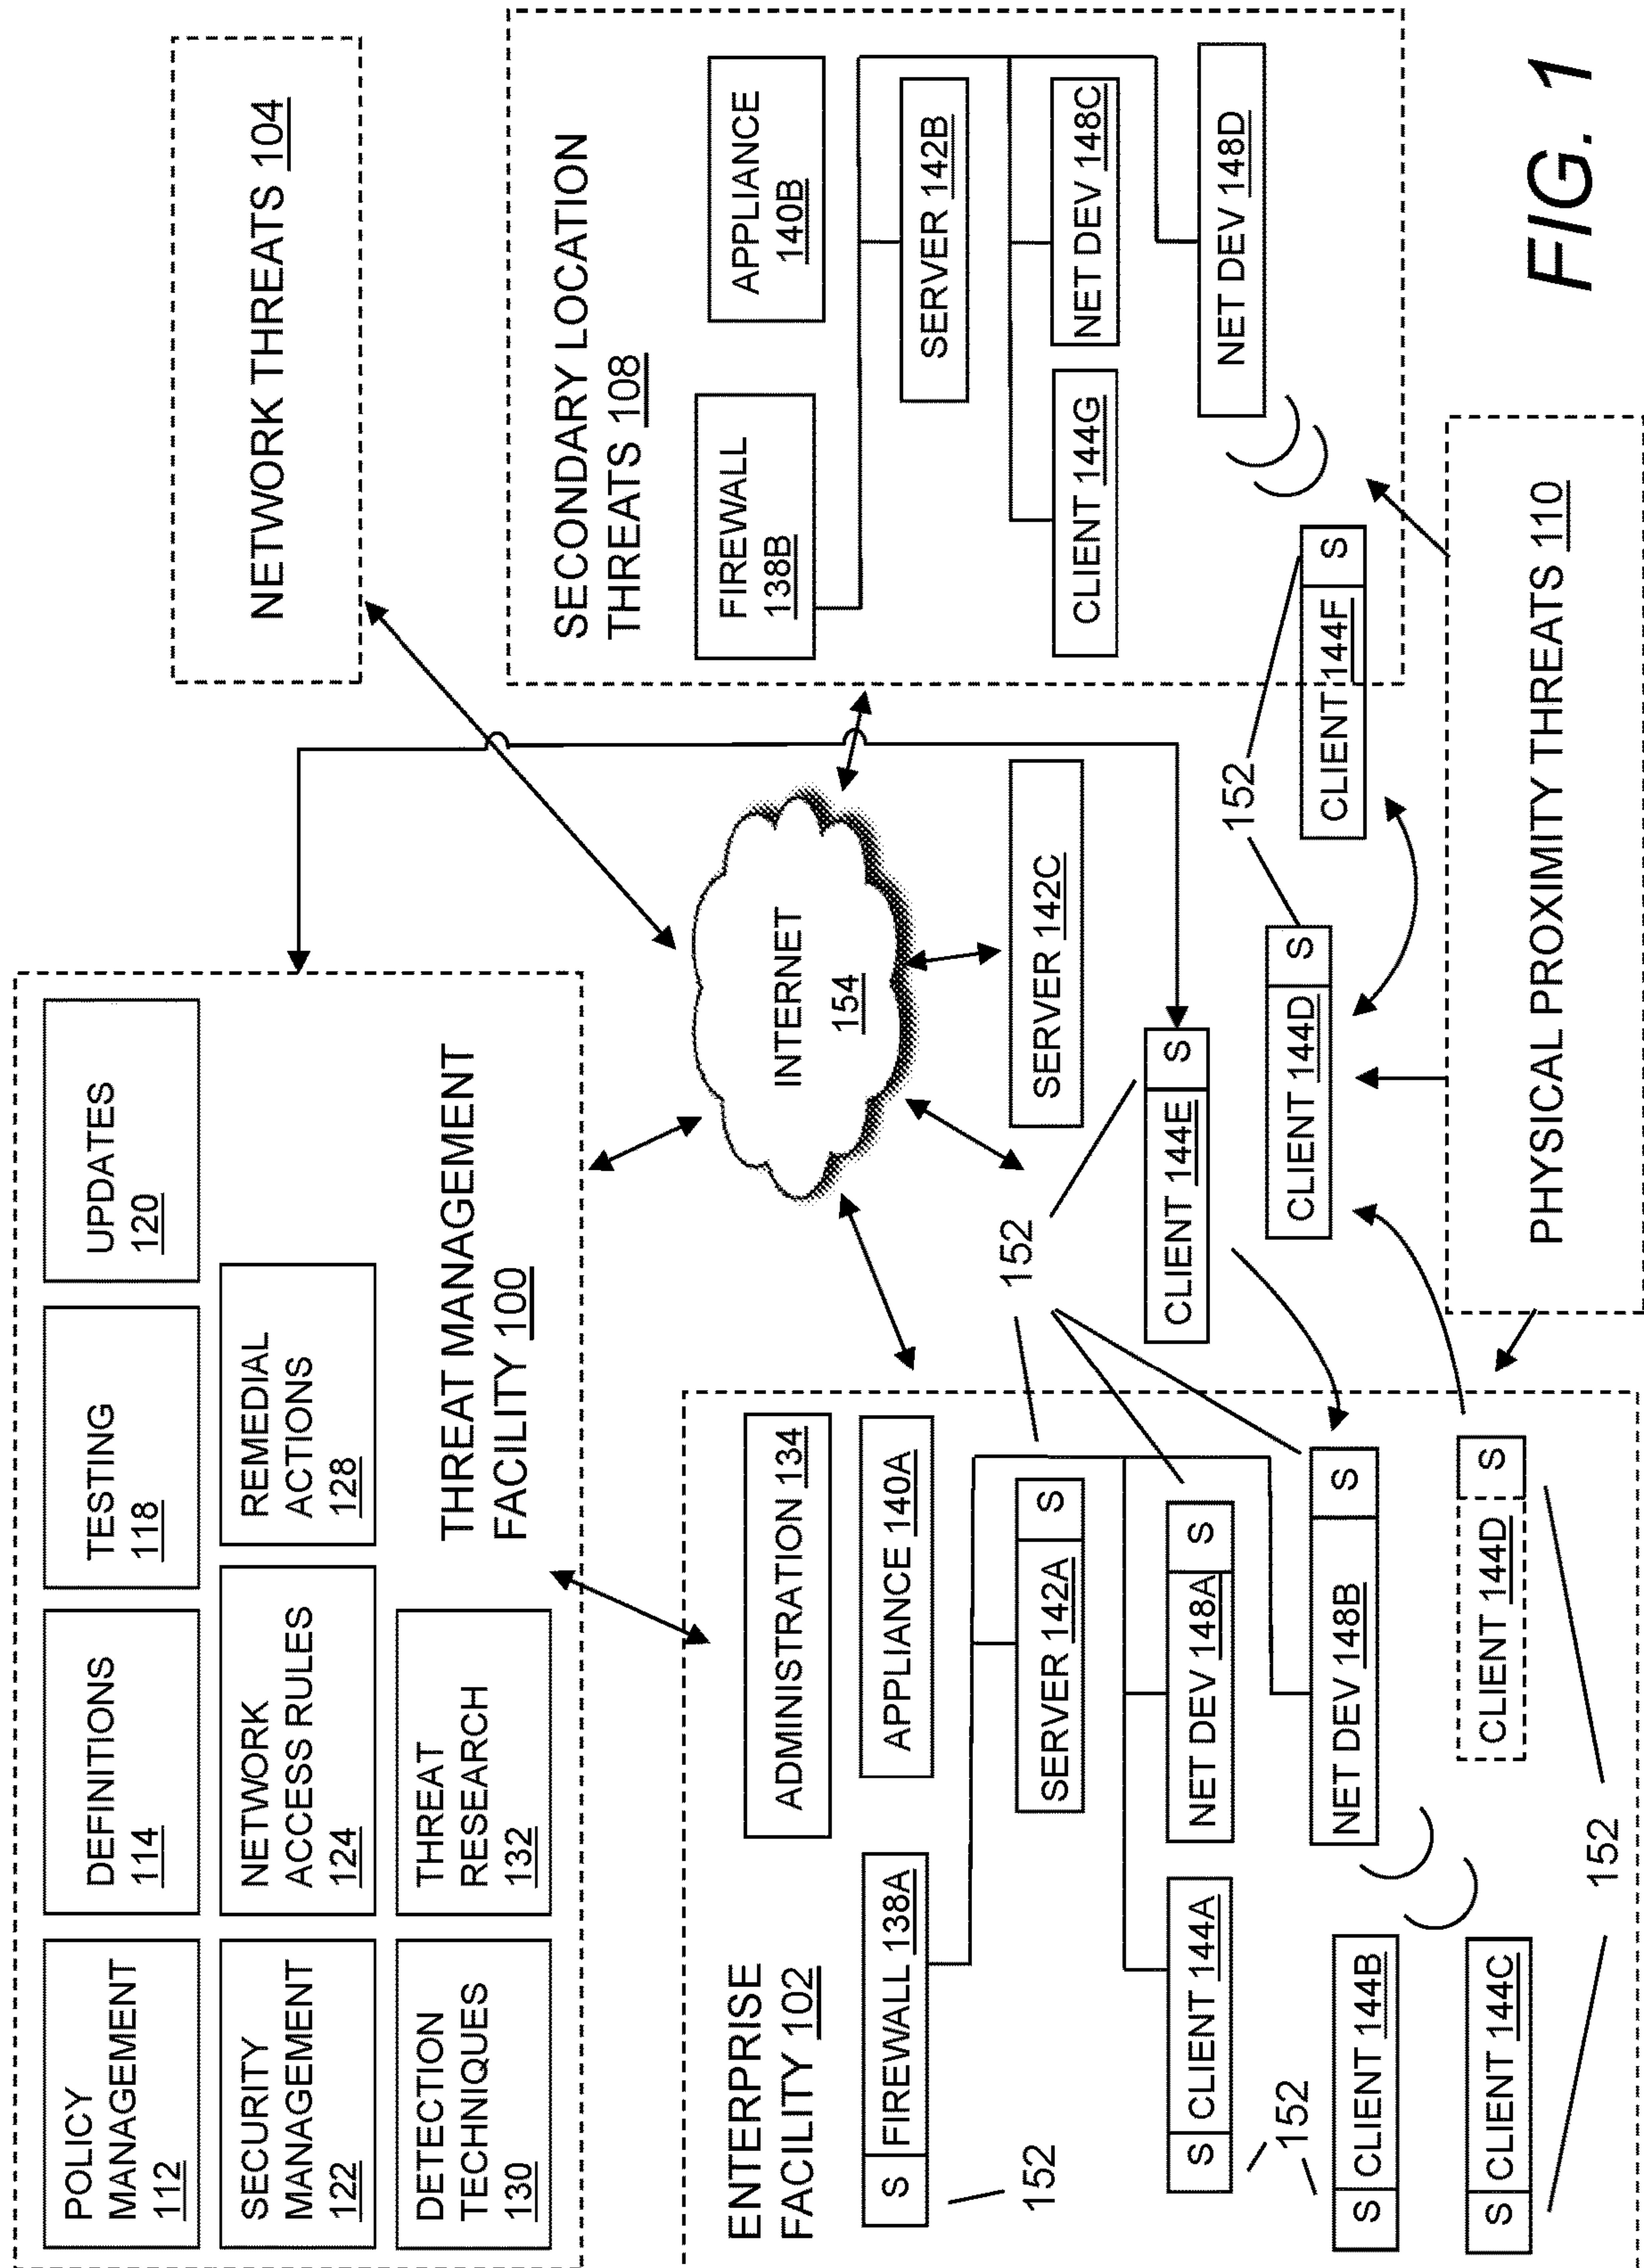 POLICY
MANAGEMENT
112
DEFINITIONS
114
TESTING
118
UPDATES
120
SECURITY
MANAGEMENT
122
NETWORK
ACCESS RULES
124
REMEDIAL
ACTIONS
128
DETECTION
TECHNIQUES
130
THREAT
RESEARCH
132
THREAT MANAGEMENT
FACILITY 100
NETWORK THREATS 104
INTERNET
154
SERVER 142C
ENTERPRISE
FACILITY 102
ADMINISTRATION 134
S FIREWALL 138A
APPLIANCE 140A
152
SERVER 142A S
152
S CLIENT 144A
NET DEV 148A S
152
S CLIENT 144B
NET DEV 148B S
S CLIENT 144C
CLIENT 144D S
152
CLIENT 144E S
CLIENT 144D S
152
CLIENT 144F S
SECONDARY LOCATION
THREATS 108
FIREWALL
138B
APPLIANCE
140B
SERVER 142B
CLIENT 144G
NET DEV 148C
NET DEV 148D
PHYSICAL PROXIMITY THREATS 110
FIG. 1